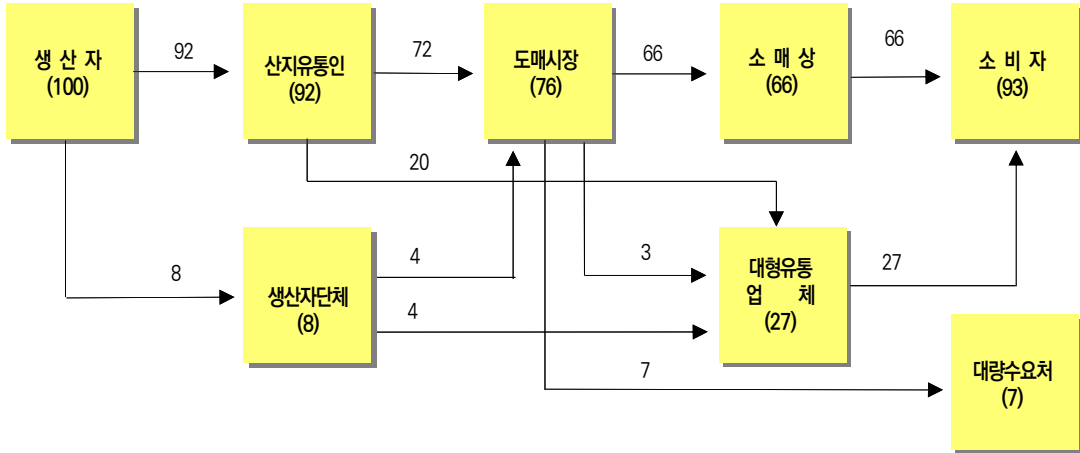 생 산 자
(100)
92
산지유통인
(92)
72
도매시장
(76)
66
소 매 상
(66)
66
소 비 자
(93)
20
8
생산자단체
(8)
4
4
3
대형유통
업 체
(27)
27
7
대량수요처
(7)